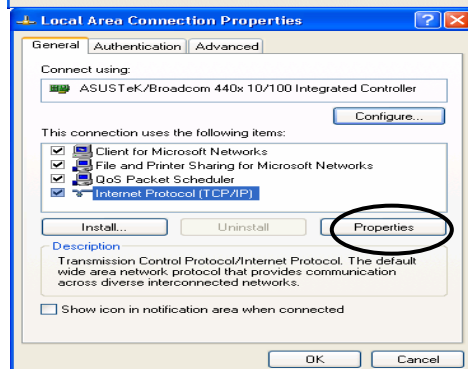 Local Area Connection Properties
General Authentication Advanced
Connect using:
ASUSTeK/Broadcom 440x 10/100 Integrated Controller
Configure...
This connection uses the following items:
Client for Microsoft Networks
File and Printer Sharing for Microsoft Networks
QoS Packet Scheduler
Internet Protocol (TCP/IP)
Install... Uninstall Properties
Description
Transmission Control Protocol/Internet Protocol. The default
wide area network protocol that provides communication
across diverse interconnected networks.
Show icon in notification area when connected
OK Cancel